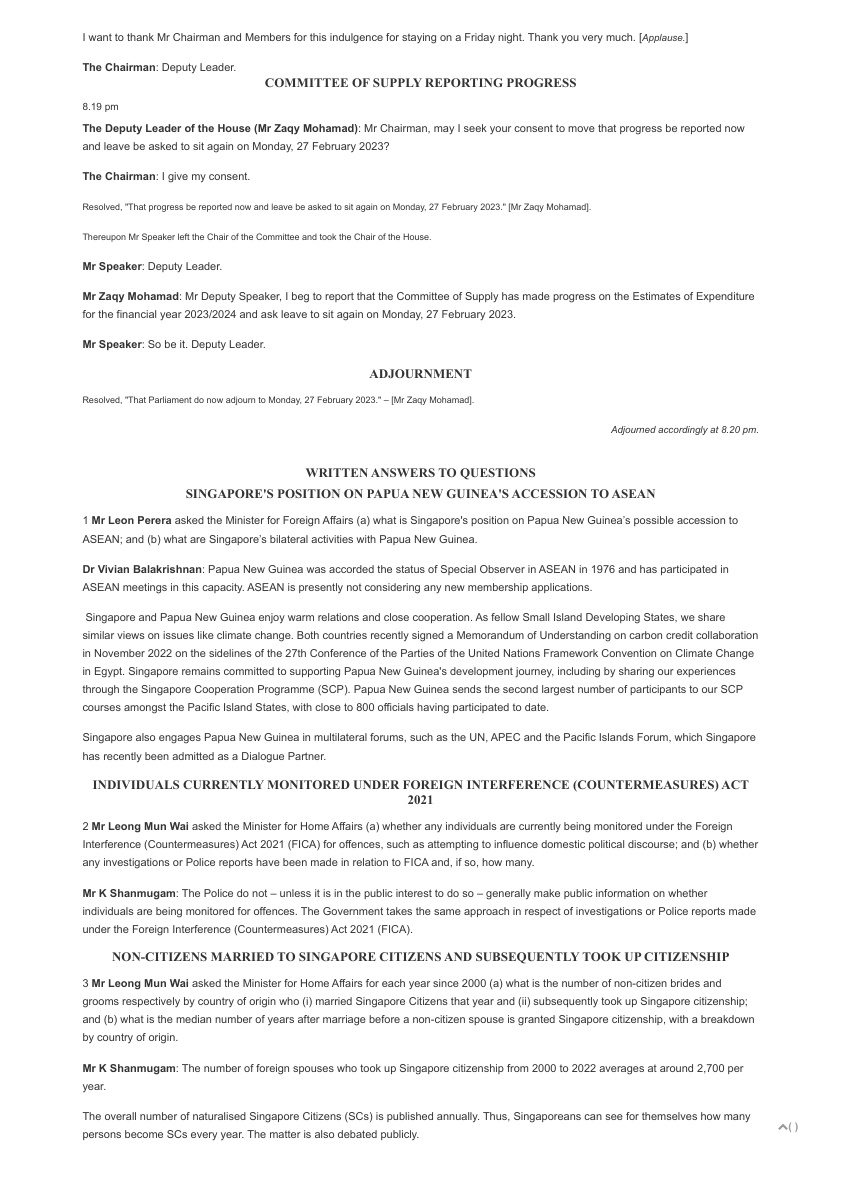 I want to thank Mr Chairman and Members for this indulgence for staying on a Friday night. Thank you very much. [Applause.]
The Chairman: Deputy Leader.
COMMITTEE OF SUPPLY REPORTING PROGRESS
8.19 pm
The Deputy Leader of the House (Mr Zaqy Mohamad): Mr Chairman, may I seek your consent to move that progress be reported now
and leave be asked to sit again on Monday, 27 February 2023?
The Chairman: I give my consent.
Resolved, "That progress be reported now and leave be asked to sit again on Monday, 27 February 2023." [Mr Zaqy Mohamad].
Thereupon Mr Speaker left the Chair of the Committee and took the Chair of the House.
Mr Speaker: Deputy Leader.
Mr Zaqy Mohamad: Mr Deputy Speaker, I beg to report that the Committee of Supply has made progress on the Estimates of Expenditure
for the financial year 2023/2024 and ask leave to sit again on Monday, 27 February 2023.
Mr Speaker: So be it. Deputy Leader.
ADJOURNMENT
Resolved, "That Parliament do now adjourn to Monday, 27 February 2023." – [Mr Zaqy Mohamad].
Adjourned accordingly at 8.20 pm.
WRITTEN ANSWERS TO QUESTIONS
SINGAPORE'S POSITION ON PAPUA NEW GUINEA'S ACCESSION TO ASEAN
1 Mr Leon Perera asked the Minister for Foreign Affairs (a) what is Singapore's position on Papua New Guinea’s possible accession to
ASEAN; and (b) what are Singapore’s bilateral activities with Papua New Guinea.
Dr Vivian Balakrishnan: Papua New Guinea was accorded the status of Special Observer in ASEAN in 1976 and has participated in
ASEAN meetings in this capacity. ASEAN is presently not considering any new membership applications.
Singapore and Papua New Guinea enjoy warm relations and close cooperation. As fellow Small Island Developing States, we share
similar views on issues like climate change. Both countries recently signed a Memorandum of Understanding on carbon credit collaboration
in November 2022 on the sidelines of the 27th Conference of the Parties of the United Nations Framework Convention on Climate Change
in Egypt. Singapore remains committed to supporting Papua New Guinea's development journey, including by sharing our experiences
through the Singapore Cooperation Programme (SCP). Papua New Guinea sends the second largest number of participants to our SCP
courses amongst the Pacific Island States, with close to 800 officials having participated to date.
Singapore also engages Papua New Guinea in multilateral forums, such as the UN, APEC and the Pacific Islands Forum, which Singapore
has recently been admitted as a Dialogue Partner.
INDIVIDUALS CURRENTLY MONITORED UNDER FOREIGN INTERFERENCE (COUNTERMEASURES) ACT
2021
2 Mr Leong Mun Wai asked the Minister for Home Affairs (a) whether any individuals are currently being monitored under the Foreign
Interference (Countermeasures) Act 2021 (FICA) for offences, such as attempting to influence domestic political discourse; and (b) whether
any investigations or Police reports have been made in relation to FICA and, if so, how many.
Mr K Shanmugam: The Police do not – unless it is in the public interest to do so – generally make public information on whether
individuals are being monitored for offences. The Government takes the same approach in respect of investigations or Police reports made
under the Foreign Interference (Countermeasures) Act 2021 (FICA).
NON-CITIZENS MARRIED TO SINGAPORE CITIZENS AND SUBSEQUENTLY TOOK UP CITIZENSHIP
3 Mr Leong Mun Wai asked the Minister for Home Affairs for each year since 2000 (a) what is the number of non-citizen brides and
grooms respectively by country of origin who (i) married Singapore Citizens that year and (ii) subsequently took up Singapore citizenship;
and (b) what is the median number of years after marriage before a non-citizen spouse is granted Singapore citizenship, with a breakdown
by country of origin.
Mr K Shanmugam: The number of foreign spouses who took up Singapore citizenship from 2000 to 2022 averages at around 2,700 per
year.
The overall number of naturalised Singapore Citizens (SCs) is published annually. Thus, Singaporeans can see for themselves how many
persons become SCs every year. The matter is also debated publicly.
( )